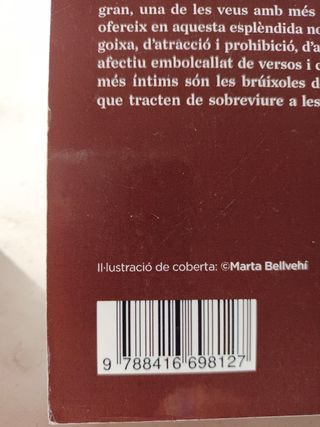 gran, una de les veus amb més
ofereix en aquesta esplèndida no
goixa, d'atracció i prohibició, d'a
afectiu embolcallat de versos i c
més íntims són les brúixoles d
que tracten de sobreviure a les
Il·lustració de coberta: ©Marta Bellvehí
9 788416 698127